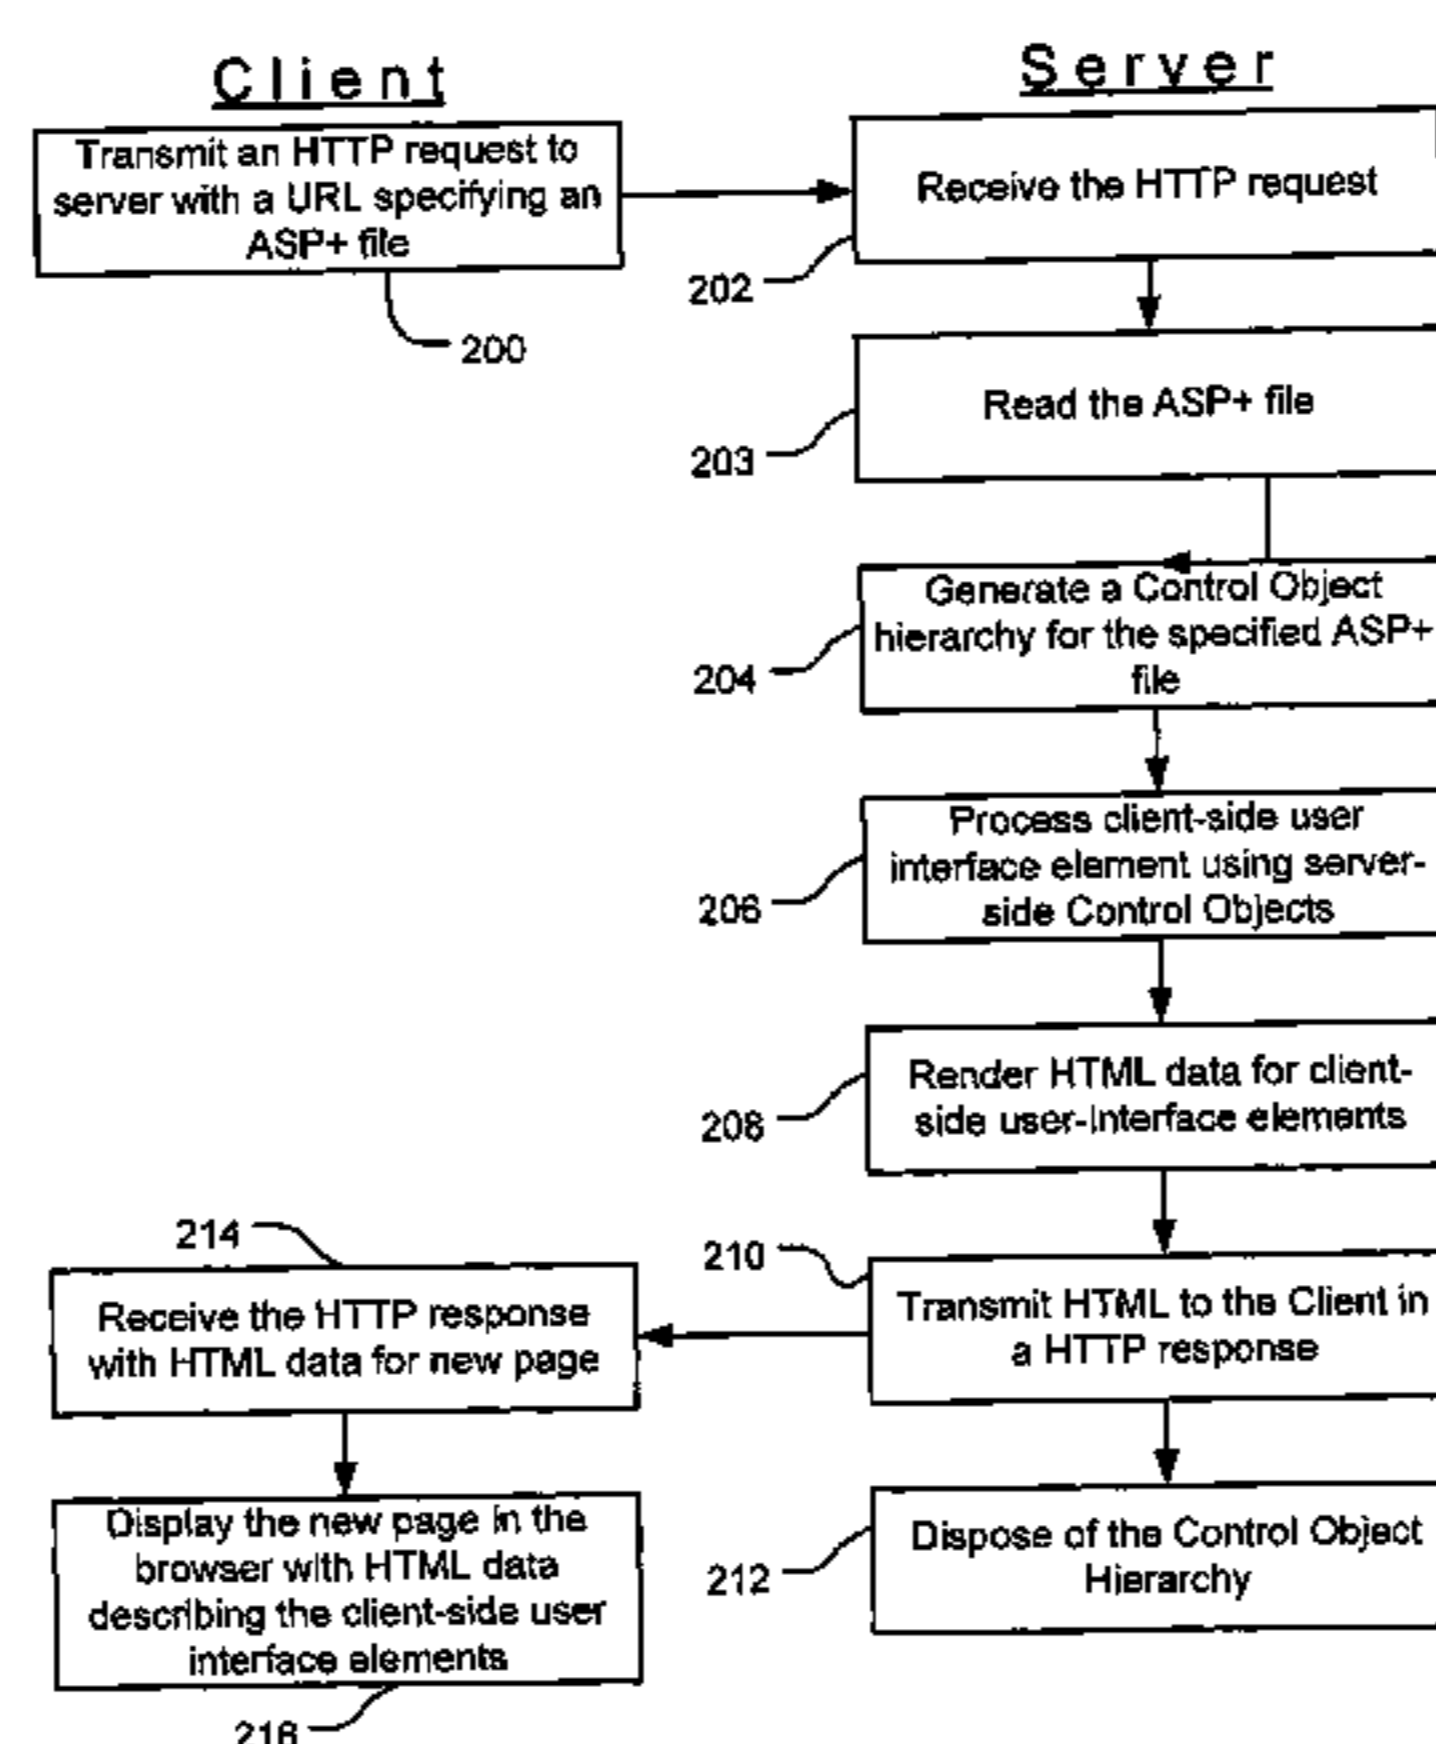 Client
Server
Transmit an HTTP request to
server with a URL specifying an
ASP+ file
200
Receive the HTTP request
202
Read the ASP+ file
203
Generate a Control Object
hierarchy for the specified ASP+
file
204
Process client-side user
interface element using server-
side Control Objects
206
Render HTML data for client-
side user-Interface elements
208
210
Transmit HTML to the Client in
a HTTP response
214
Receive the HTTP response
with HTML data for new page
Dispose of the Control Object
Hierarchy
212
Display the new page in the
browser with HTML data
describing the client-side user
interface elements
216